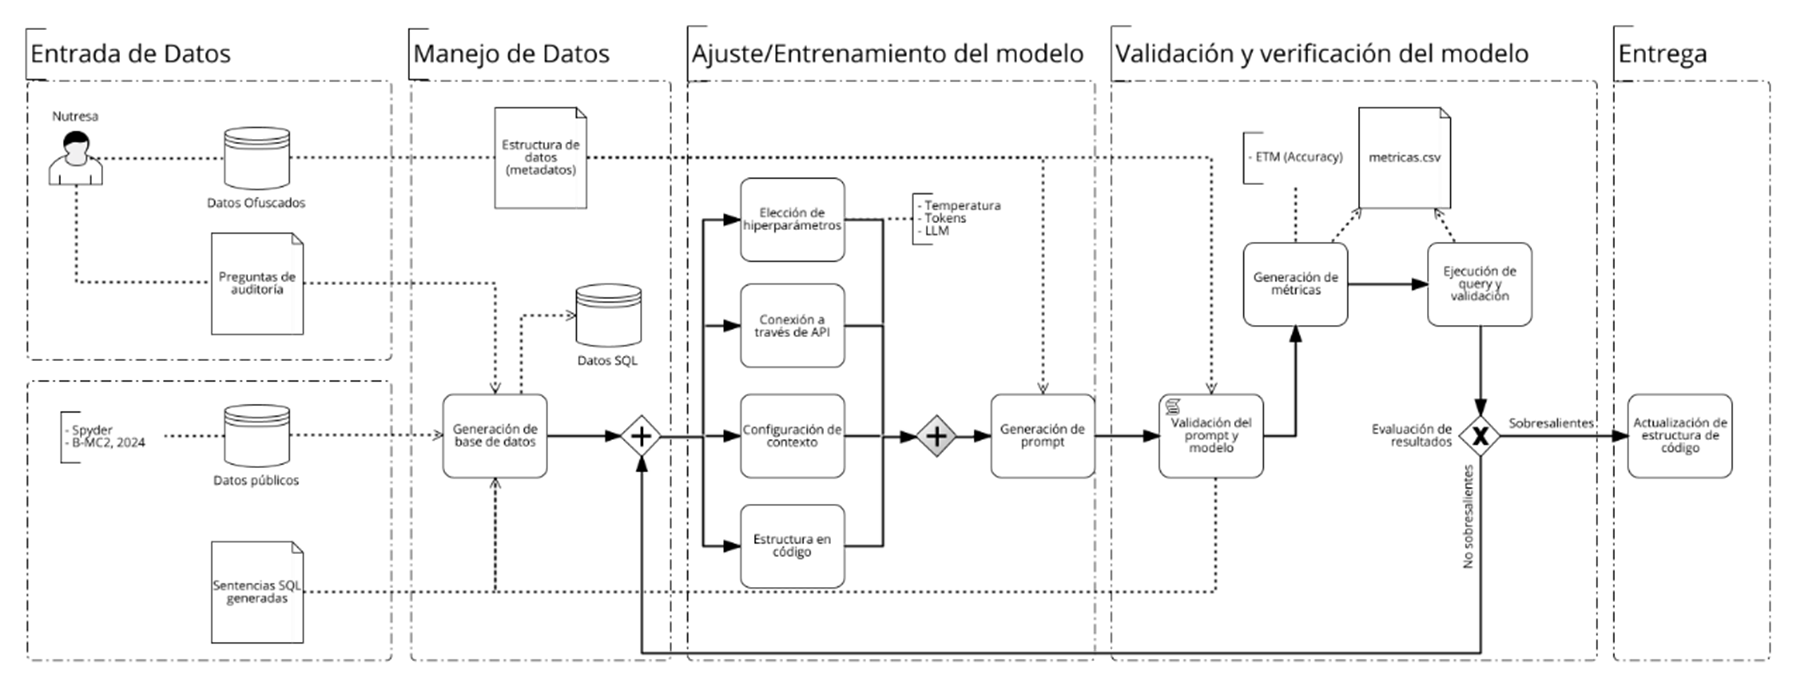 Entrada de Datos
Manejo de Datos
Ajuste/Entrenamiento del modelo
Validación y verificación del modelo
Entrega
Nutresa
Datos Ofuscados
Preguntas de
auditoría
- Spyder
- B-MC2, 2024
Datos públicos
Sentencias SQL
generadas
Estructura de
datos
(metadatos)
Datos SQL
Generación de
base de datos
Elección de
hiperparámetros
- Temperatura
- Tokens
- LLM
Conexión a
través de API
Configuración de
contexto
Estructura en
código
Generación de
prompt
- ETM (Accuracy)
metricas.csv
Generación de
métricas
Ejecución de
query y
validación
Validación del
prompt y
modelo
Evaluación de
resultados
Sobresalientes
No sobresalientes
Actualización de
estructura de
código